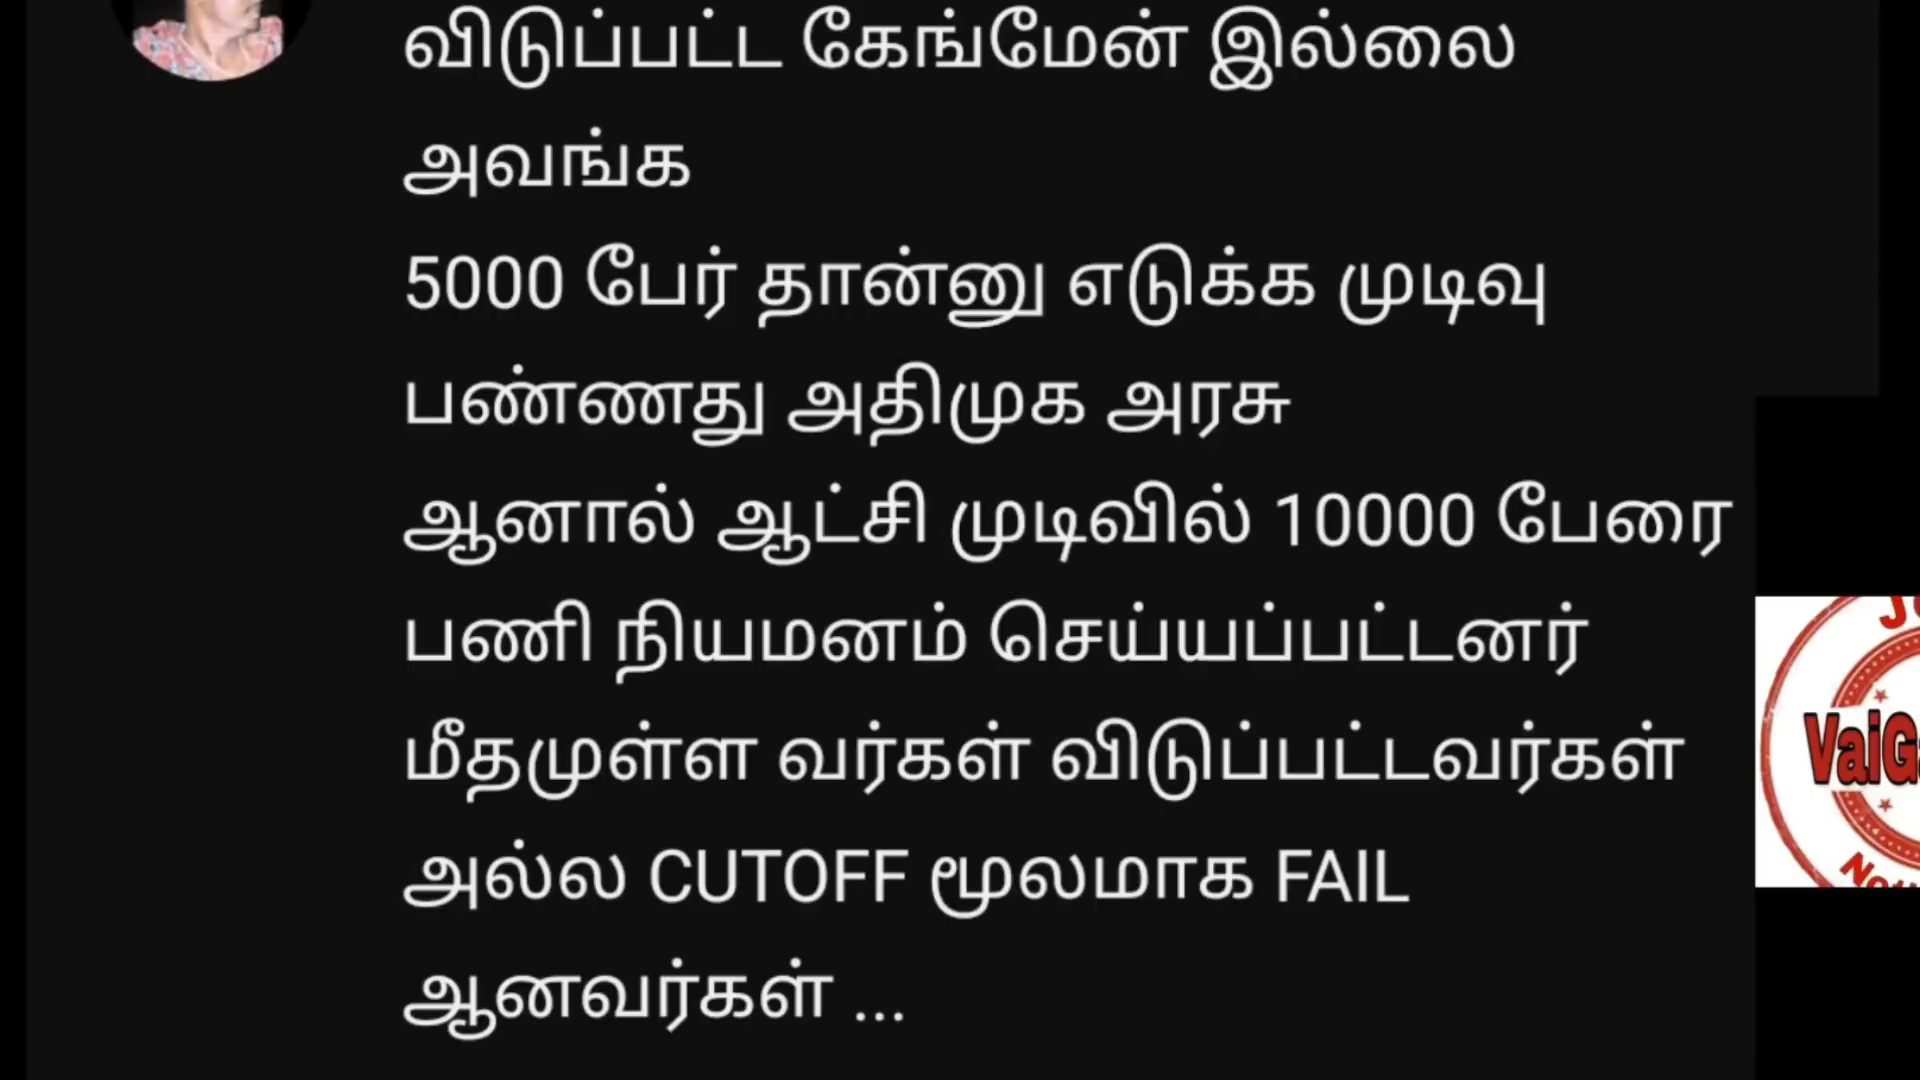 விடுப்பட்ட கேங்மேன் இல்லை
அவங்க
5000 பேர் தான்னு எடுக்க முடிவு
பண்ணது அதிமுக அரசு
ஆனால் ஆட்சி முடிவில் 10000 பேரை
பணி நியமனம் செய்யப்பட்டனர்
மீதமுள்ள வர்கள் விடுப்பட்டவர்கள்
அல்ல CUTOFF மூலமாக FAIL
ஆனவர்கள் ...
VaiG